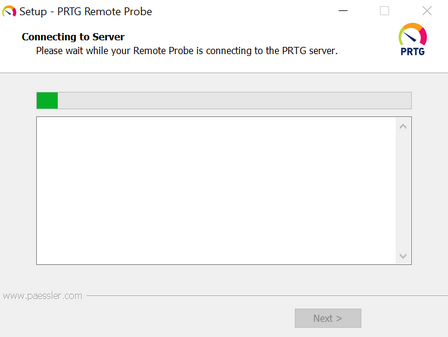 Setup - PRTG Remote Probe
Connecting to Server
Please wait while your Remote Probe is connecting to the PRTG server.
PRTG
www.paessler.com
Next >